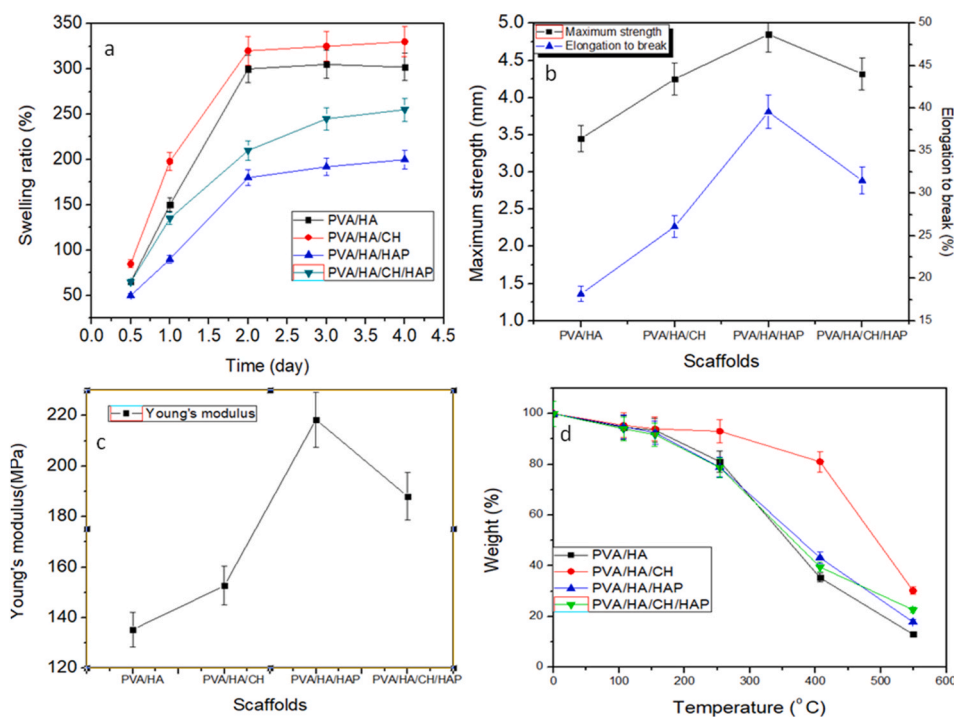 a
350
300
250
200
150
100
50
Swelling ratio (%)
PVA/HA
PVA/HA/CH
PVA/HA/HAP
PVA/HA/CH/HAP
0.0 0.5 1.0 1.5 2.0 2.5 3.0 3.5 4.0 4.5
Time (day)
b
Maximum strength
Elongation to break
5.0
4.5
4.0
3.5
3.0
2.5
2.0
1.5
1.0
Maximum strength (mm)
50
45
40
35
30
25
20
15
Elongation to break (%)
PVA/HA PVA/HA/CH PVA/HA/HAP PVA/HA/CH/HAP
Scaffolds
c
Young's modulus
220
200
180
160
140
120
Young's modulus(MPa)
PVA/HA PVA/HA/CH PVA/HA/HAP PVA/HA/CH/HAP
Scaffolds
d
100
80
60
40
20
0
Weight (%)
PVA/HA
PVA/HA/CH
PVA/HA/HAP
PVA/HA/CH/HAP
0 100 200 300 400 500 600
Temperature (°C)